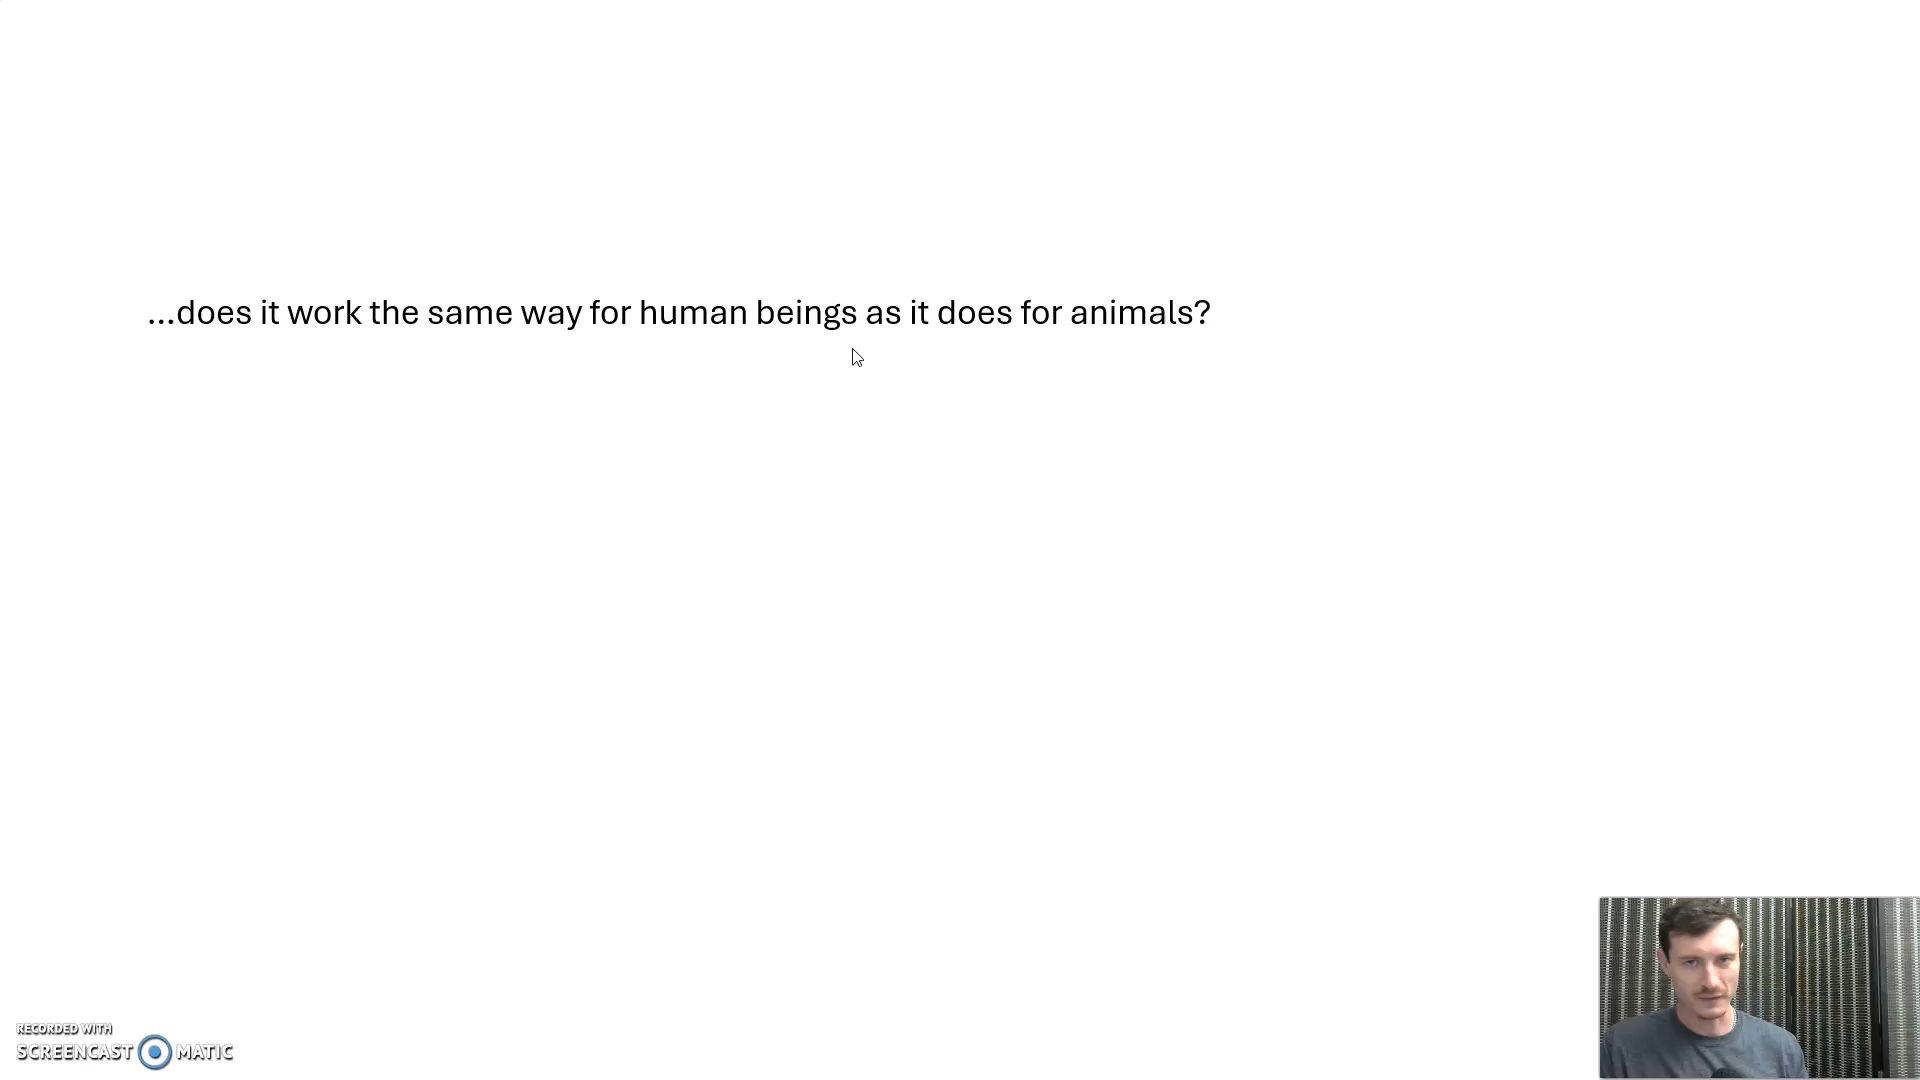 ...does it work the same way for human beings as it does for animals?
RECORDED WITH
SCREENCAST MATIC